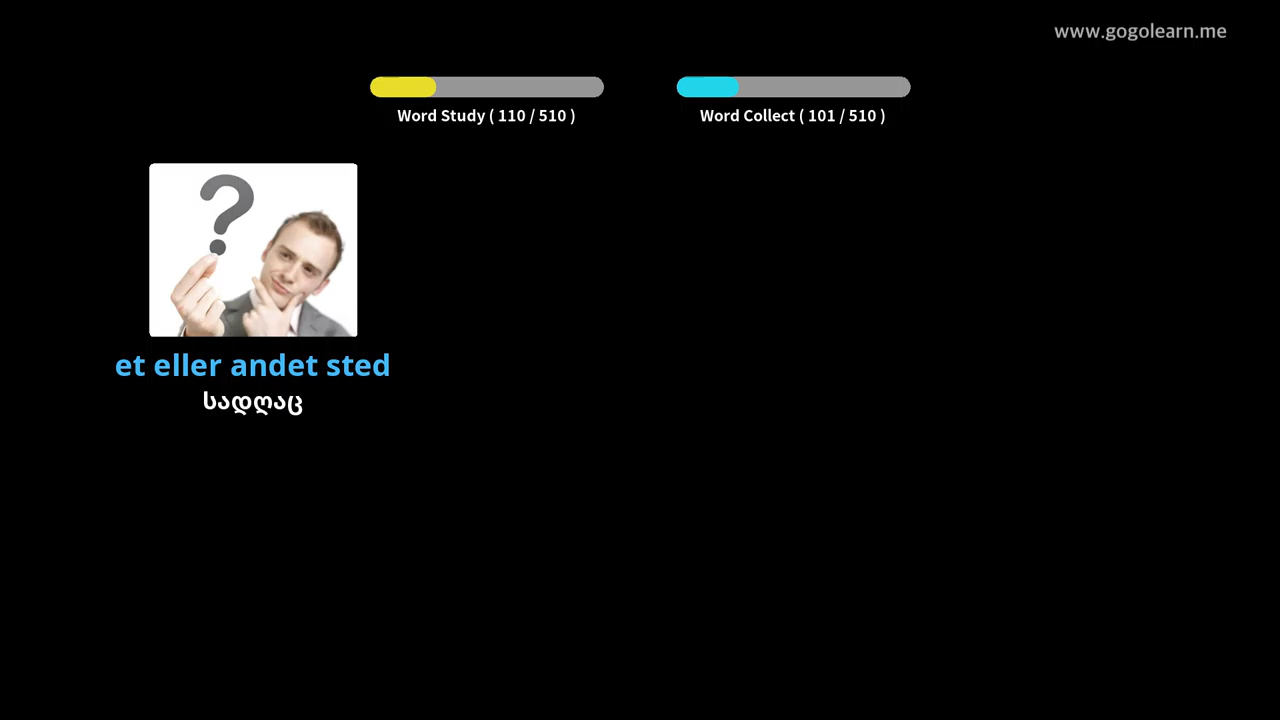 www.gogolearn.me
Word Study ( 110 / 510 )
Word Collect ( 101 / 510 )
?
et eller andet sted
სადღაც